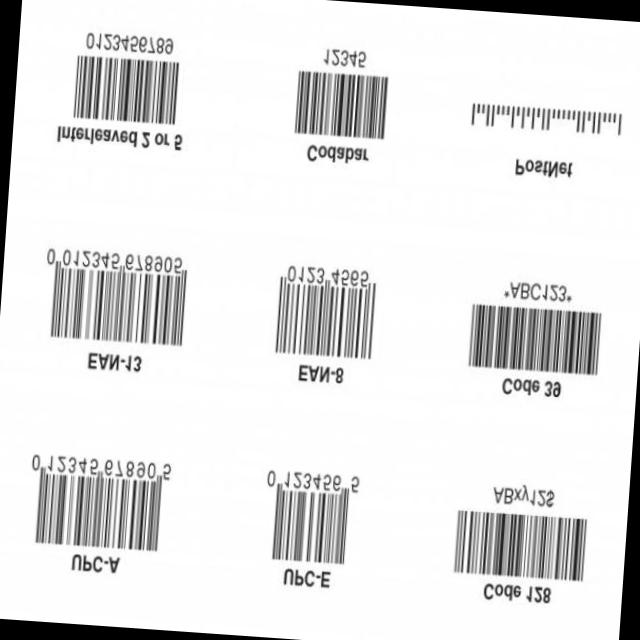 UPC-A
0 12345 67890 5
UPC-E
0 123456 5
Code 128
ABxy12$
EAN-13
0 012345 678905
EAN-8
0123 4565
Code 39
*ABC123*
Interleaved 2 of 5
0123456789
Codabar
12345
PostNet